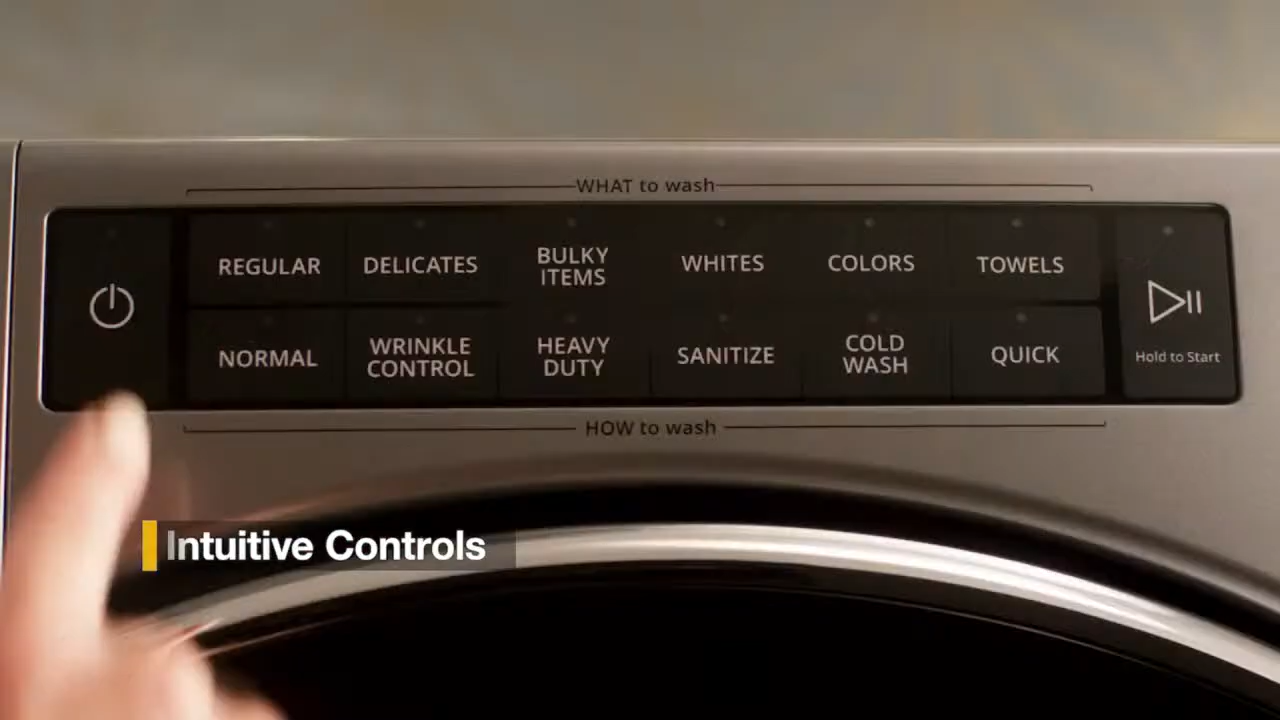 WHAT to wash
REGULAR
DELICATES
BULKY
ITEMS
WHITES
COLORS
TOWELS
NORMAL
WRINKLE
CONTROL
HEAVY
DUTY
SANITIZE
COLD
WASH
QUICK
Hold to Start
HOW to wash
Intuitive Controls